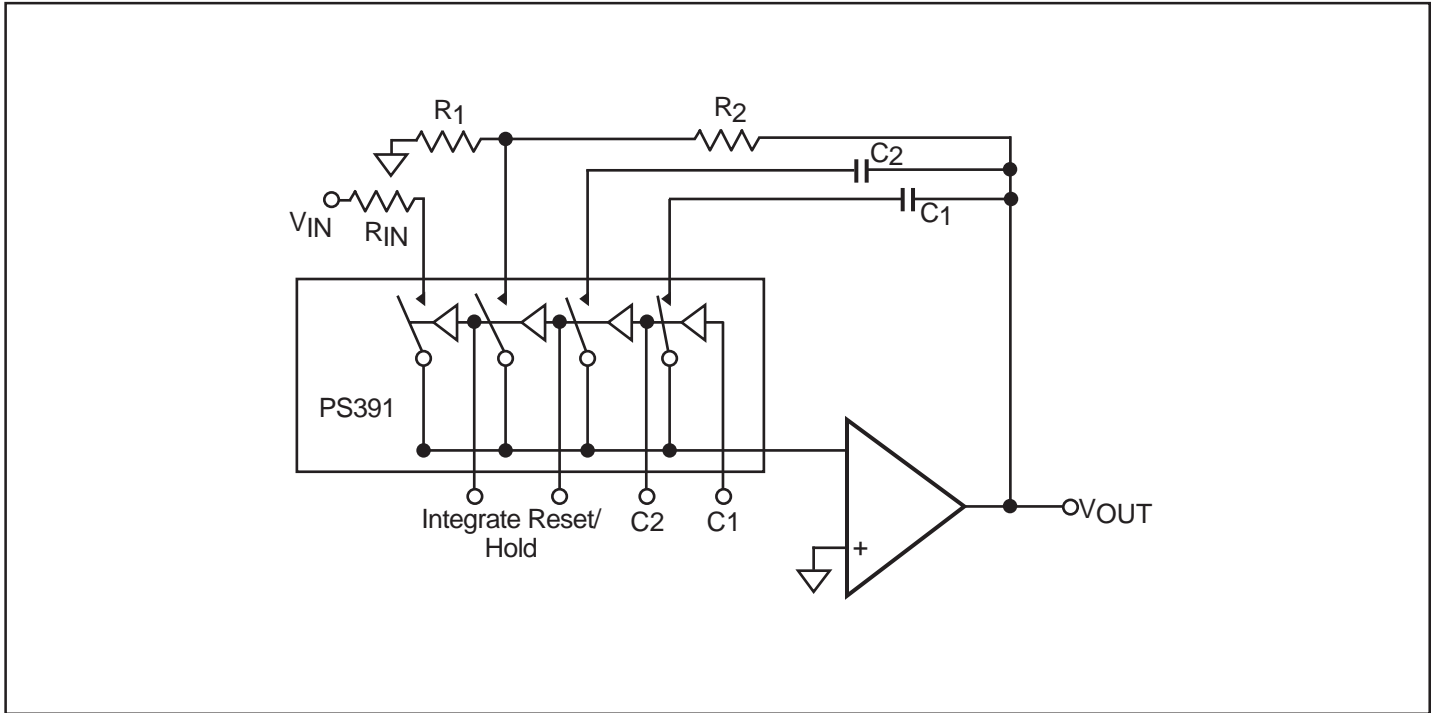 R1
R2
C2
C1
VIN
RIN
PS391
Integrate Reset/
Hold
C2
C1
+
VOUT